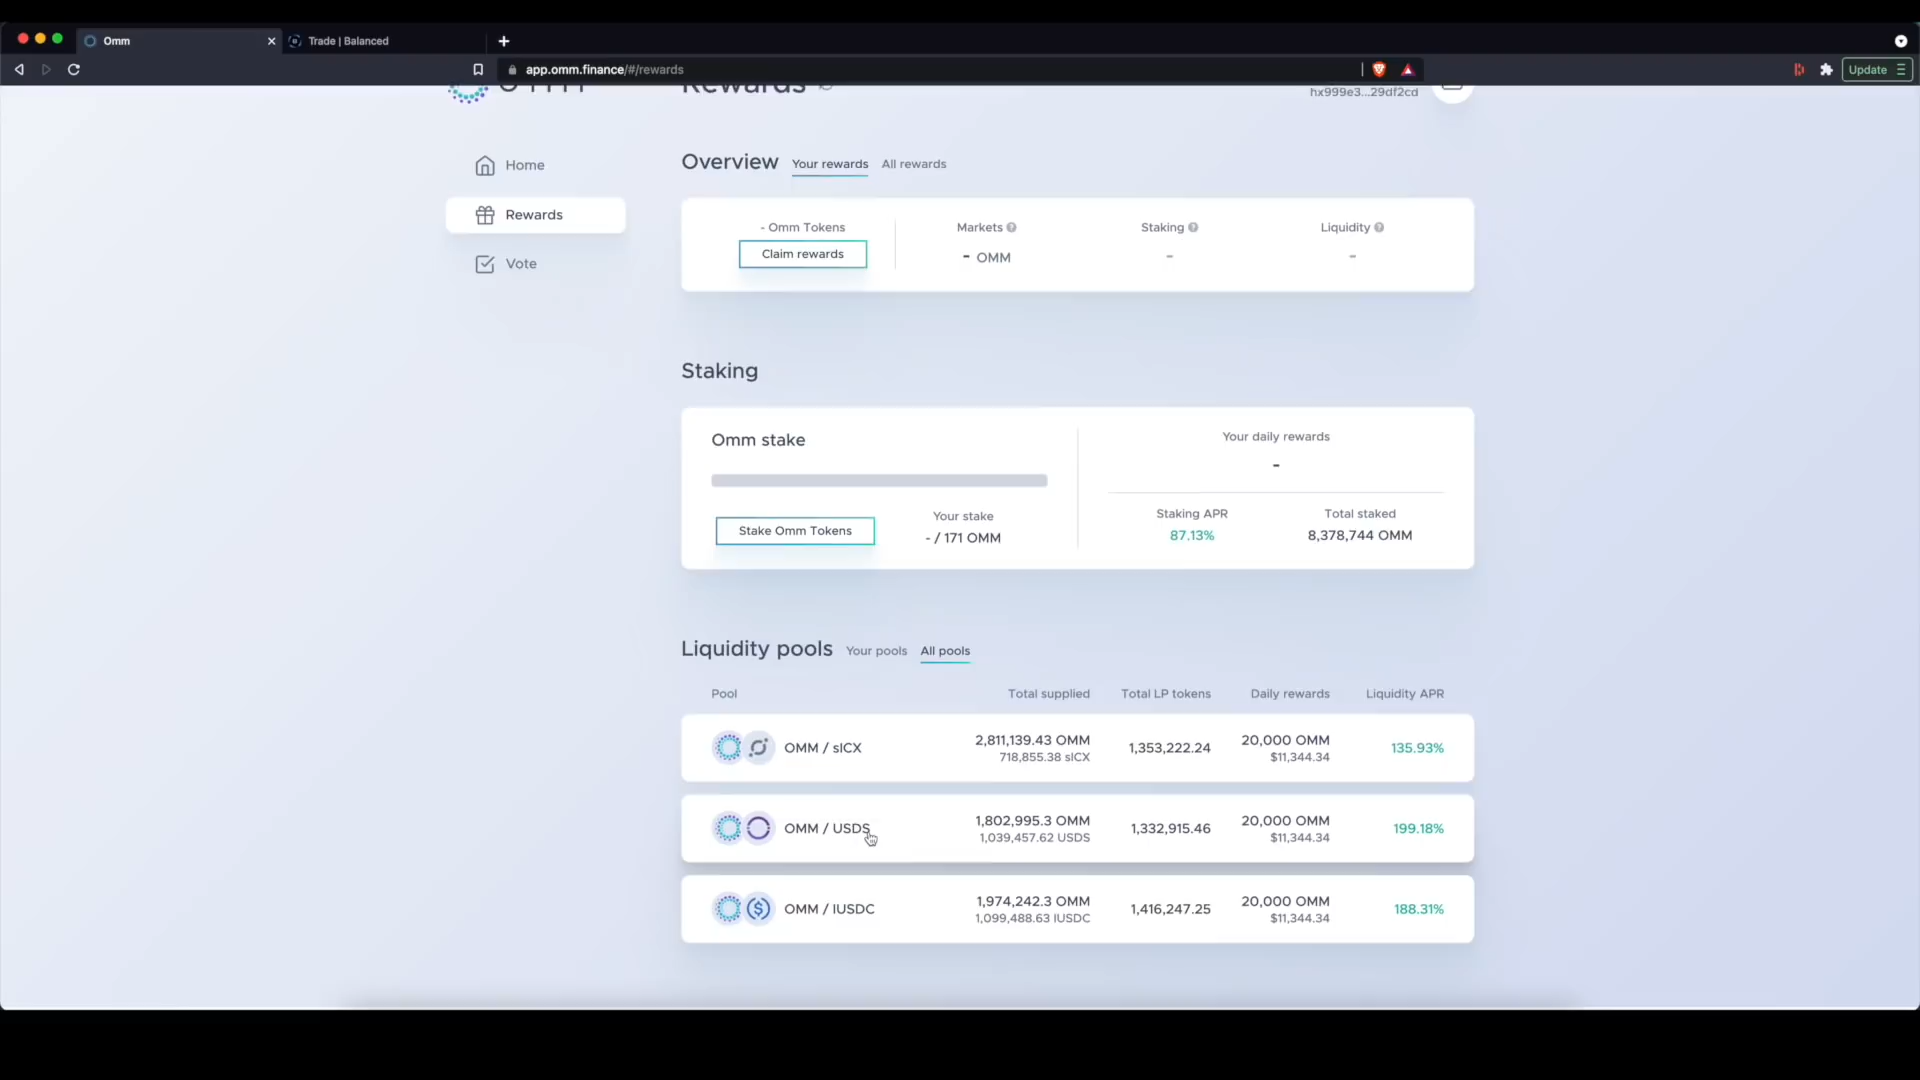 Omm
Trade | Balanced
app.omm.finance/#/rewards
Update
Rewards
hx999e3...29df2cd
Home
Rewards
Vote
Overview Your rewards All rewards
- Omm Tokens
Claim rewards
Markets
- OMM
Staking
-
Liquidity
-
Staking
Omm stake
Stake Omm Tokens
Your stake
- / 171 OMM
Your daily rewards
-
Staking APR
87.13%
Total staked
8,378,744 OMM
Liquidity pools Your pools All pools
Pool Total supplied Total LP tokens Daily rewards Liquidity APR
OMM / sICX 2,811,139.43 OMM 1,353,222.24 20,000 OMM 135.93%
718,855.38 sICX $11,344.34
OMM / USDS 1,802,995.3 OMM 1,332,915.46 20,000 OMM 199.18%
1,039,457.62 USDS $11,344.34
OMM / IUSDC 1,974,242.3 OMM 1,416,247.25 20,000 OMM 188.31%
1,099,488.63 IUSDC $11,344.34